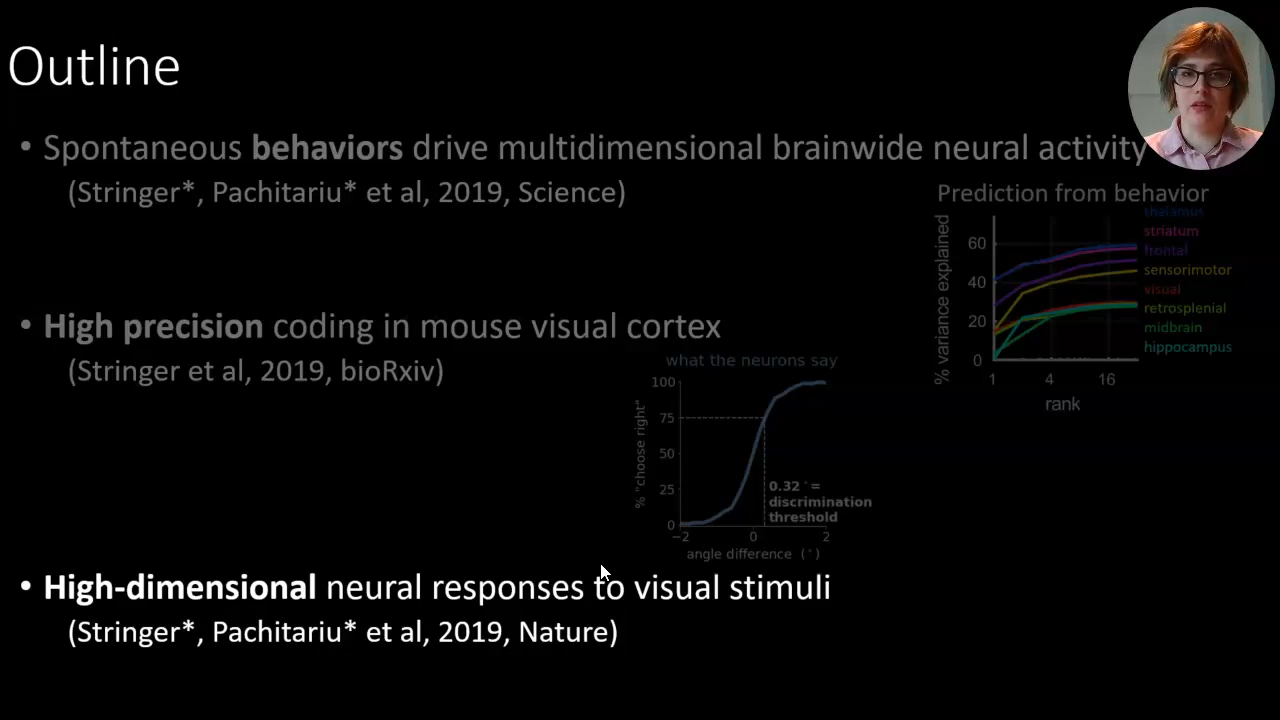 Outline
• Spontaneous behaviors drive multidimensional brainwide neural activity
(Stringer*, Pachitariu* et al, 2019, Science)
Prediction from behavior
% variance explained
60
40
20
0
1
4
16
rank
thalamus
striatum
frontal
sensorimotor
visual
retrosplenial
midbrain
hippocampus
• High precision coding in mouse visual cortex
(Stringer et al, 2019, bioRxiv)
what the neurons say
% "choose right"
100
75
50
25
0
−2
0
2
0.32 °=
discrimination
threshold
angle difference (°)
• High-dimensional neural responses to visual stimuli
(Stringer*, Pachitariu* et al, 2019, Nature)